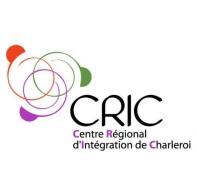 CRIC
Centre Régional
d'Intégration de Charleroi